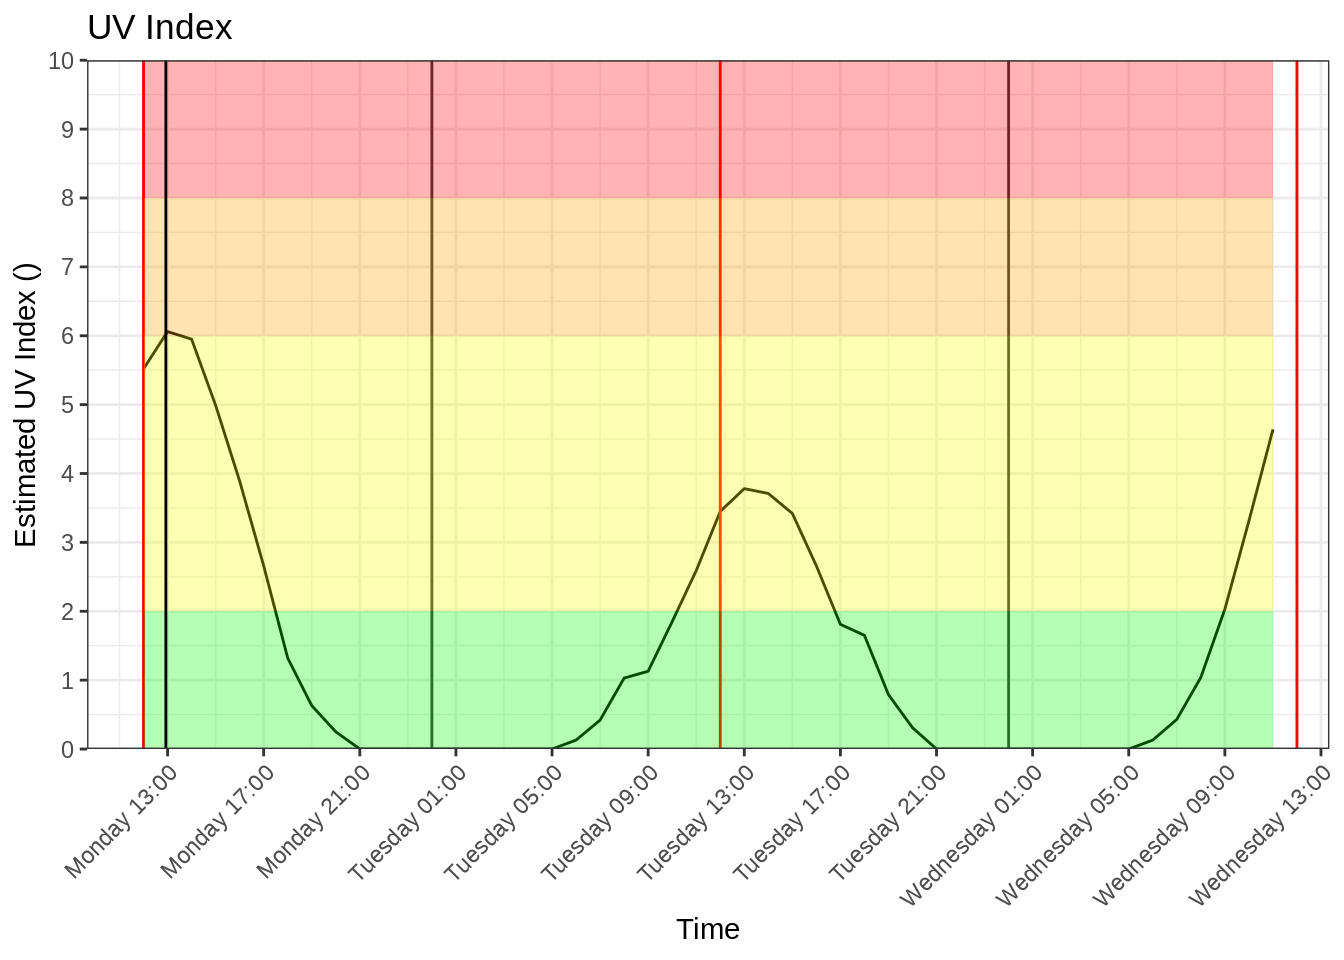 UV Index
10
9
8
7
6
5
4
3
2
1
0
Estimated UV Index ()
Monday 13:00
Monday 17:00
Monday 21:00
Tuesday 01:00
Tuesday 05:00
Tuesday 09:00
Tuesday 13:00
Tuesday 17:00
Tuesday 21:00
Wednesday 01:00
Wednesday 05:00
Wednesday 09:00
Wednesday 13:00
Time